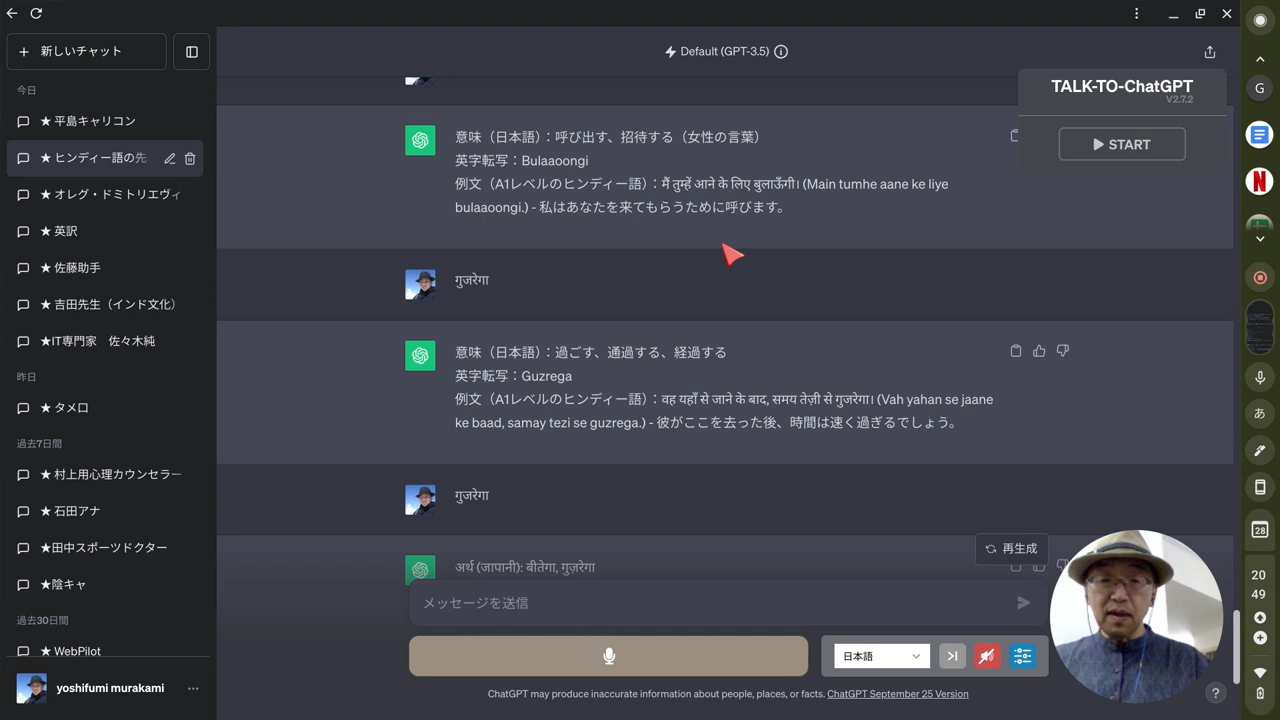 + 新しいチャット
今日
★ 平島キャリコン
★ ヒンディー語の先
★ オレグ・ドミトリエヴィ
★ 英訳
★ 佐藤助手
★ 吉田先生（インド文化）
★IT専門家 佐々木純
昨日
★ タメロ
過去7日間
★ 村上用心理カウンセラー
★ 石田アナ
★田中スポーツドクター
★陰キャ
過去30日間
★ WebPilot
yoshifumi murakami
Default (GPT-3.5)
TALK-TO-ChatGPT
V2.7.2
START
意味（日本語）：呼び出す、招待する（女性の言葉）
英字転写：Bulaaoongi
例文（A1レベルのヒンディー語）：मैं तुम्हें आने के लिए बुलाऊँगी। (Main tumhe aane ke liye
bulaaoongi.) - 私はあなたを来てもらうために呼びます。
गुजरेगा
意味（日本語）：過ごす、通過する、経過する
英字転写：Guzrega
例文（A1レベルのヒンディー語）：वह यहाँ से जाने के बाद, समय तेज़ी से गुजरेगा। (Vah yahan se jaane
ke baad, samay tezi se guzrega.) - 彼がここを去った後、時間は速く過ぎるでしょう。
गुजरेगा
再生成
अर्थ (जापानी): बीतेगा, गुज़रेगा
メッセージを送信
日本語
ChatGPT may produce inaccurate information about people, places, or facts. ChatGPT September 25 Version
?
G
N
あ
28
20
49